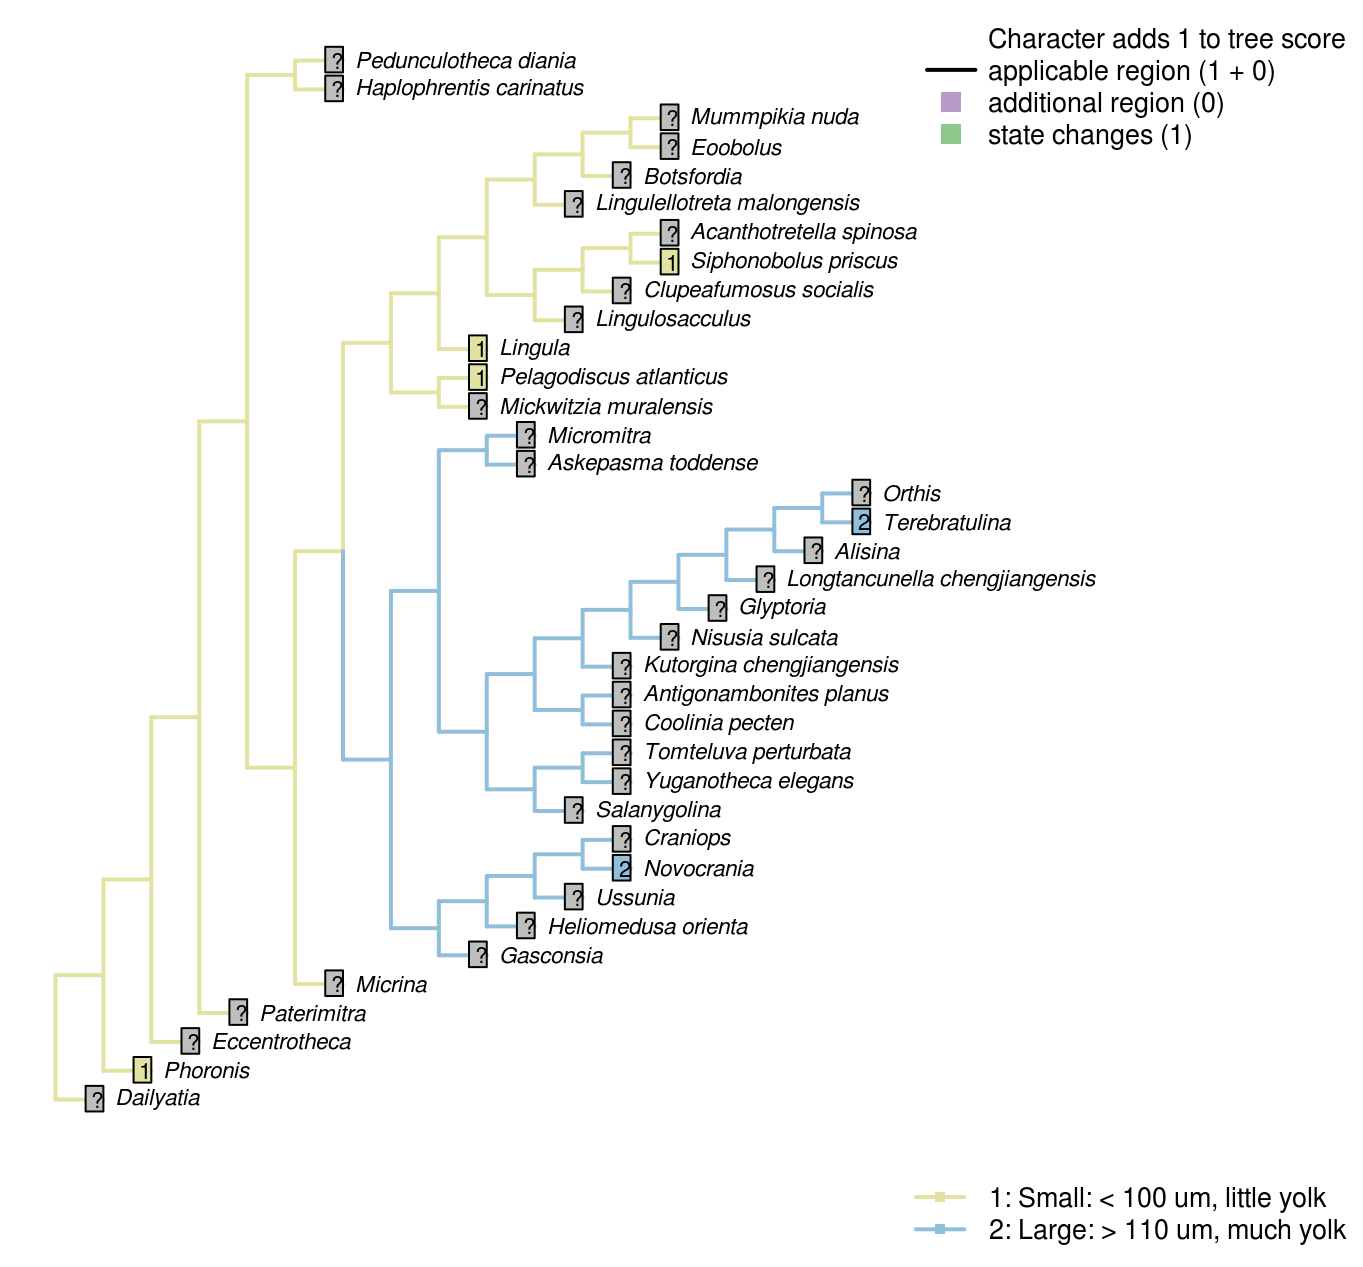 Character adds 1 to tree score
applicable region (1 + 0)
additional region (0)
state changes (1)
? Pedunculotheca diania
? Haplophrentis carinatus
? Mummpikia nuda
? Eoobolus
? Botsfordia
? Lingulellotreta malongensis
? Acanthotretella spinosa
1 Siphonobolus priscus
? Clupeafumosus socialis
? Lingulosacculus
1 Lingula
1 Pelagodiscus atlanticus
? Mickwitzia muralensis
? Micromitra
? Askepasma toddense
? Orthis
2 Terebratulina
? Alisina
? Longtancunella chengjiangensis
? Glyptoria
? Nisusia sulcata
? Kutorgina chengjiangensis
? Antigonambonites planus
? Coolinia pecten
? Tomteluva perturbata
? Yuganotheca elegans
? Salanygolina
? Craniops
2 Novocrania
? Ussunia
? Heliomedusa orienta
? Gasconsia
? Micrina
? Paterimitra
? Eccentrotheca
1 Phoronis
? Dailyatia
1: Small: < 100 um, little yolk
2: Large: > 110 um, much yolk